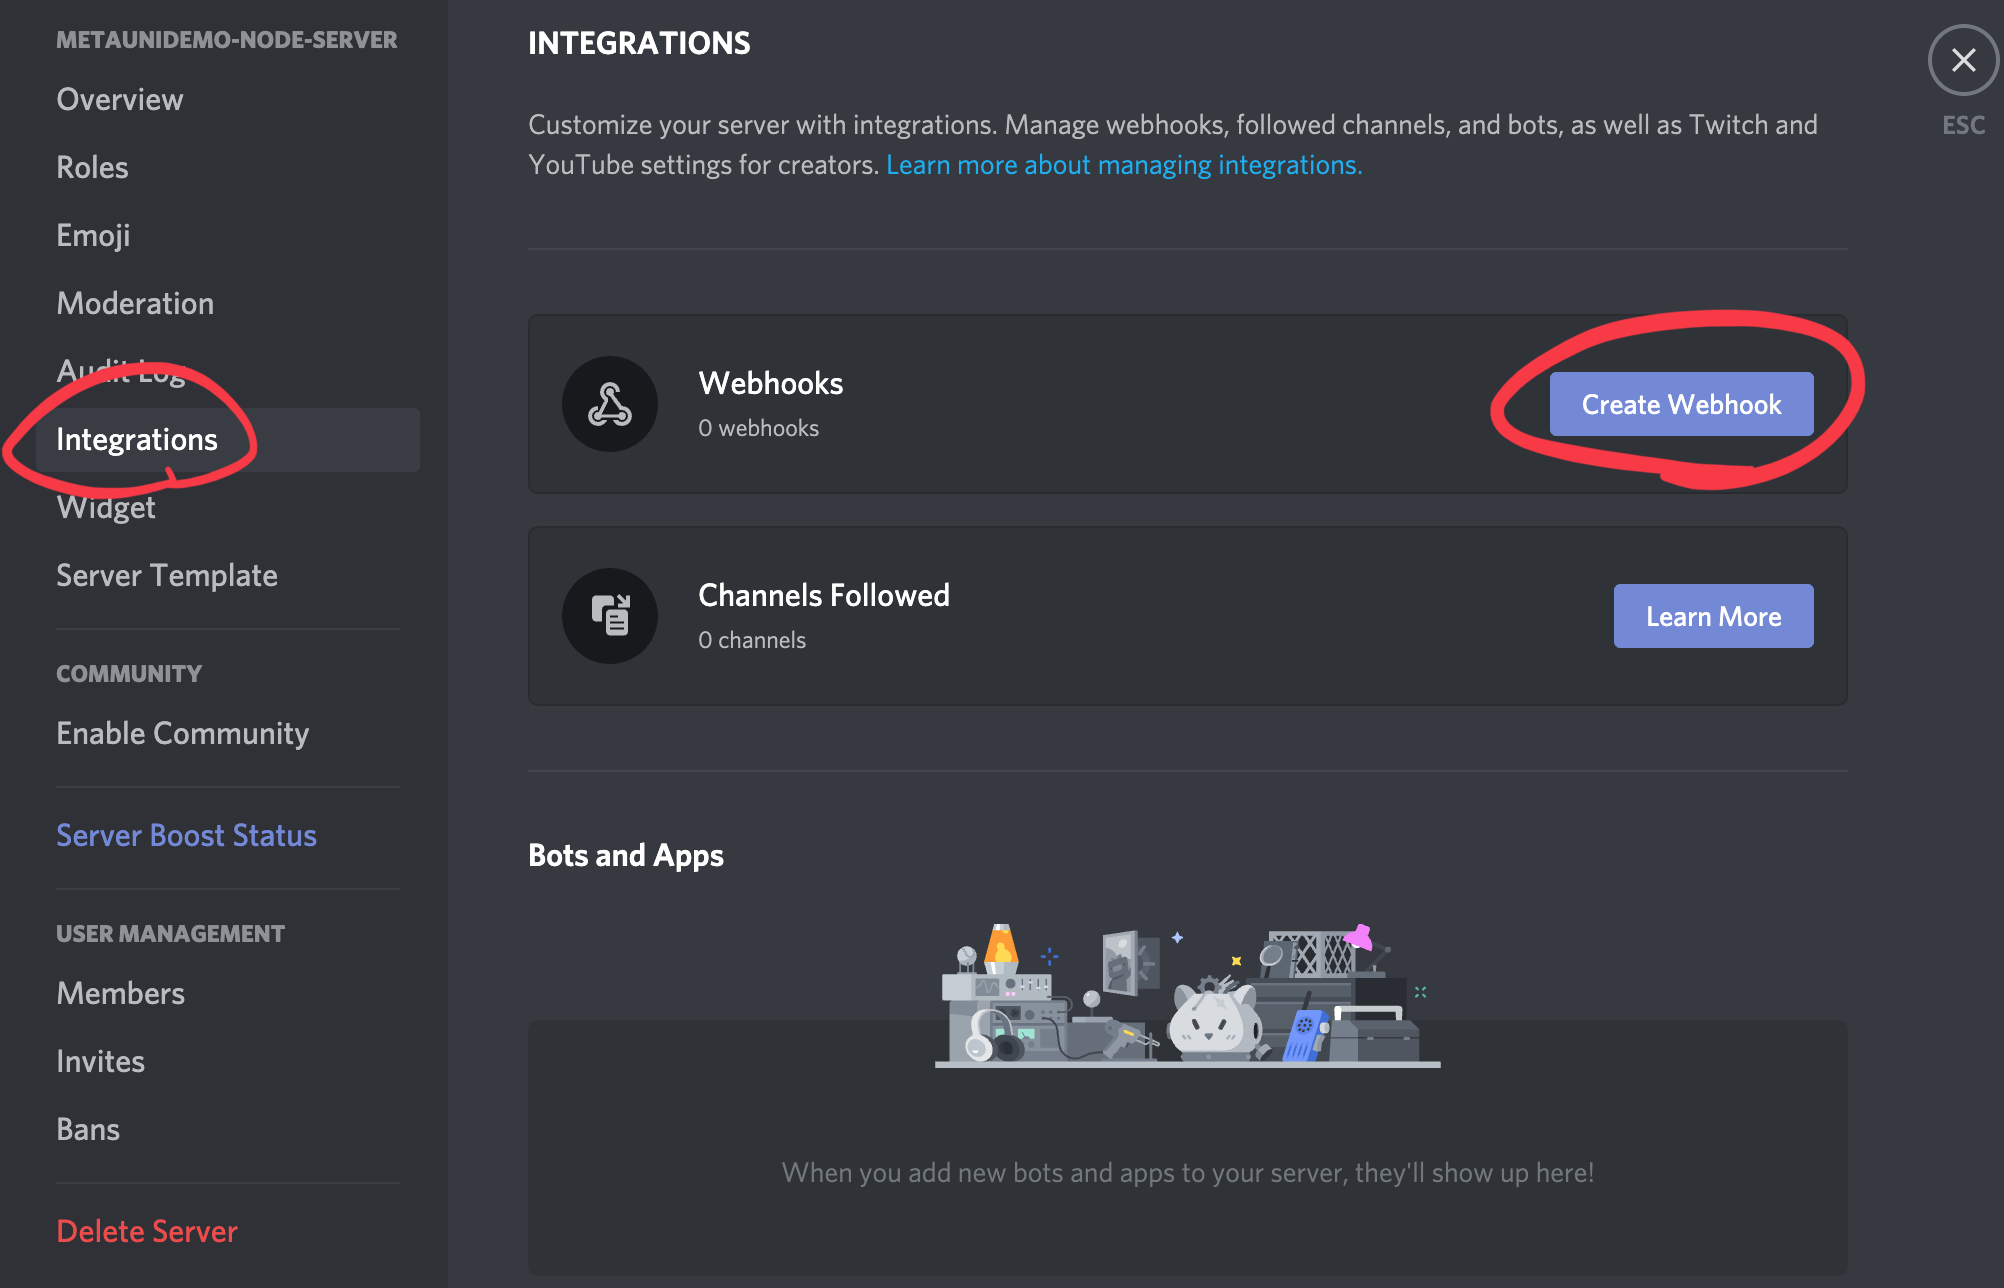 METAUNIDEMO-NODE-SERVER
Overview
Roles
Emoji
Moderation
Audit Log
Integrations
Widget
Server Template
COMMUNITY
Enable Community
Server Boost Status
USER MANAGEMENT
Members
Invites
Bans
Delete Server
INTEGRATIONS
ESC
Customize your server with integrations. Manage webhooks, followed channels, and bots, as well as Twitch and
YouTube settings for creators. Learn more about managing integrations.
Webhooks
0 webhooks
Create Webhook
Channels Followed
0 channels
Learn More
Bots and Apps
When you add new bots and apps to your server, they'll show up here!